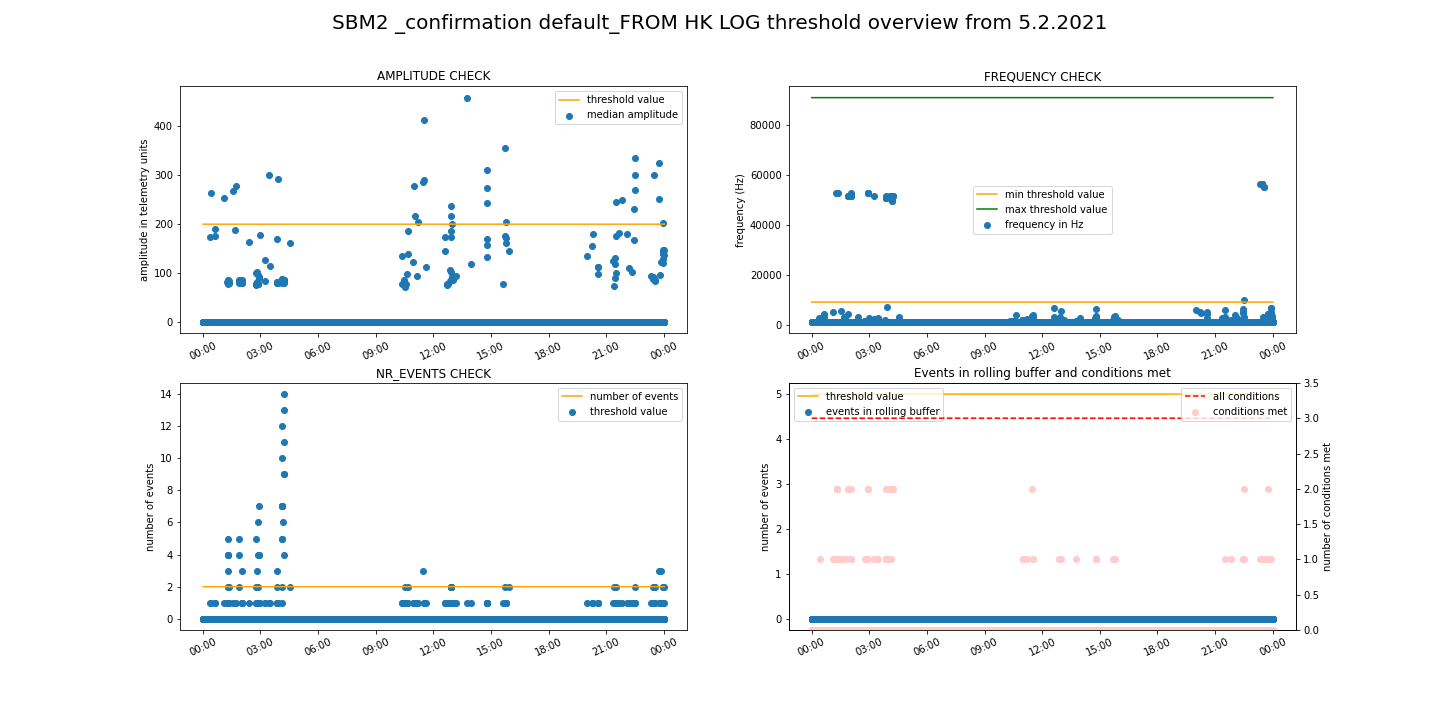 SBM2 _confirmation default_FROM HK LOG threshold overview from 5.2.2021
AMPLITUDE CHECK
amplitude in telemetry units
400
300
200
100
0
threshold value
median amplitude
00:00 03:00 06:00 09:00 12:00 15:00 18:00 21:00 00:00
FREQUENCY CHECK
frequency (Hz)
80000
60000
40000
20000
0
min threshold value
max threshold value
frequency in Hz
00:00 03:00 06:00 09:00 12:00 15:00 18:00 21:00 00:00
NR_EVENTS CHECK
number of events
14
12
10
8
6
4
2
0
number of events
threshold value
00:00 03:00 06:00 09:00 12:00 15:00 18:00 21:00 00:00
Events in rolling buffer and conditions met
number of events
5
4
3
2
1
0
threshold value
events in rolling buffer
all conditions
conditions met
3.5
3.0
2.5
2.0
1.5
1.0
0.5
0.0
number of conditions met
00:00 03:00 06:00 09:00 12:00 15:00 18:00 21:00 00:00